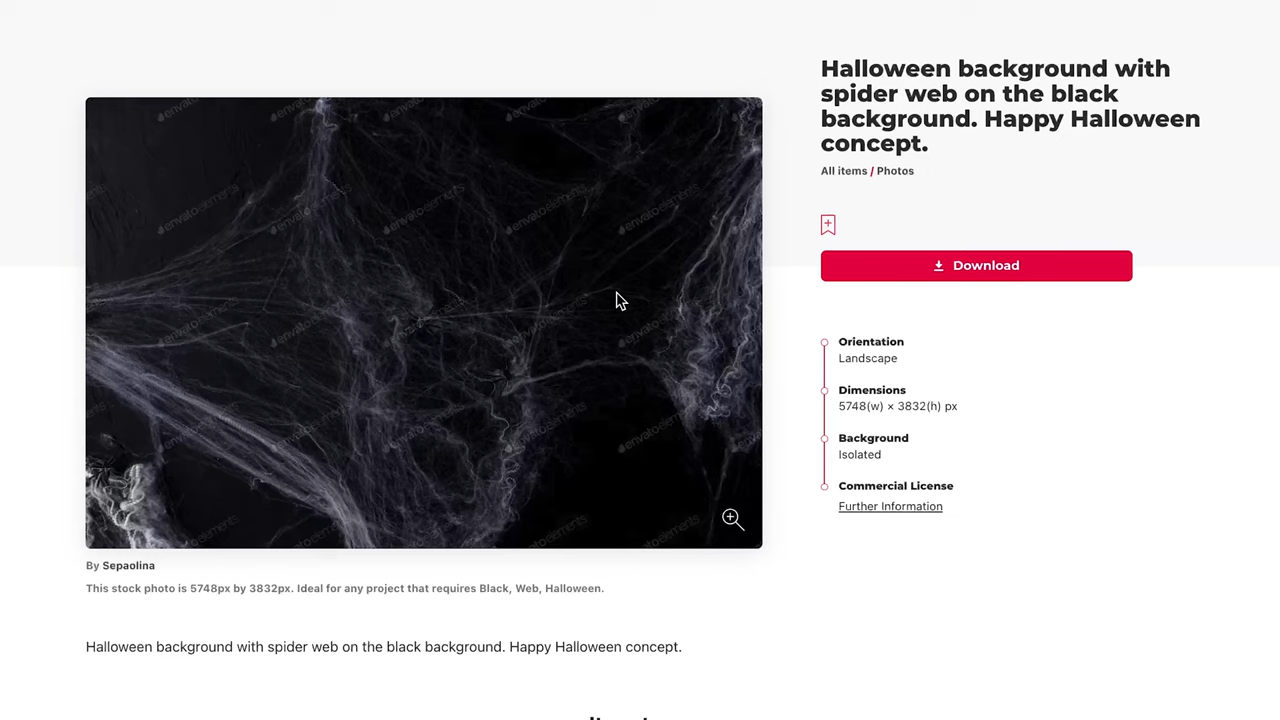 Halloween background with
spider web on the black
background. Happy Halloween
concept.
All items / Photos
Download
Orientation
Landscape
Dimensions
5748(w) × 3832(h) px
Background
Isolated
Commercial License
Further Information
envatoelements
By Sepaolina
This stock photo is 5748px by 3832px. Ideal for any project that requires Black, Web, Halloween.
Halloween background with spider web on the black background. Happy Halloween concept.